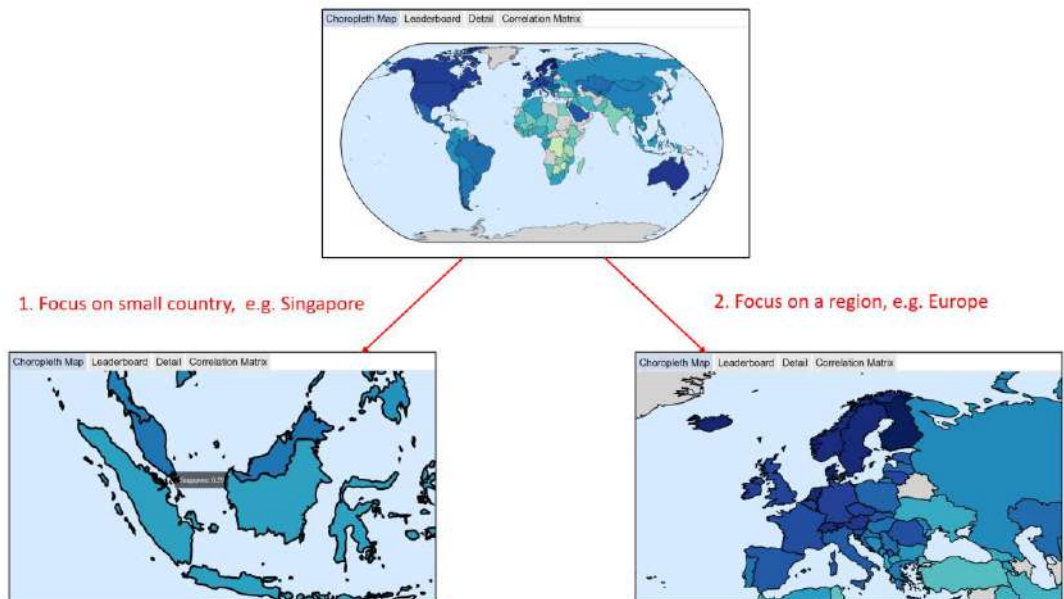 Choropleth Map Leaderboard Detail Correlation Matrix
1. Focus on small country, e.g. Singapore
2. Focus on a region, e.g. Europe
Choropleth Map Leaderboard Detail Correlation Matrix
Singapore:
Choropleth Map Leaderboard Detail Correlation Matrix